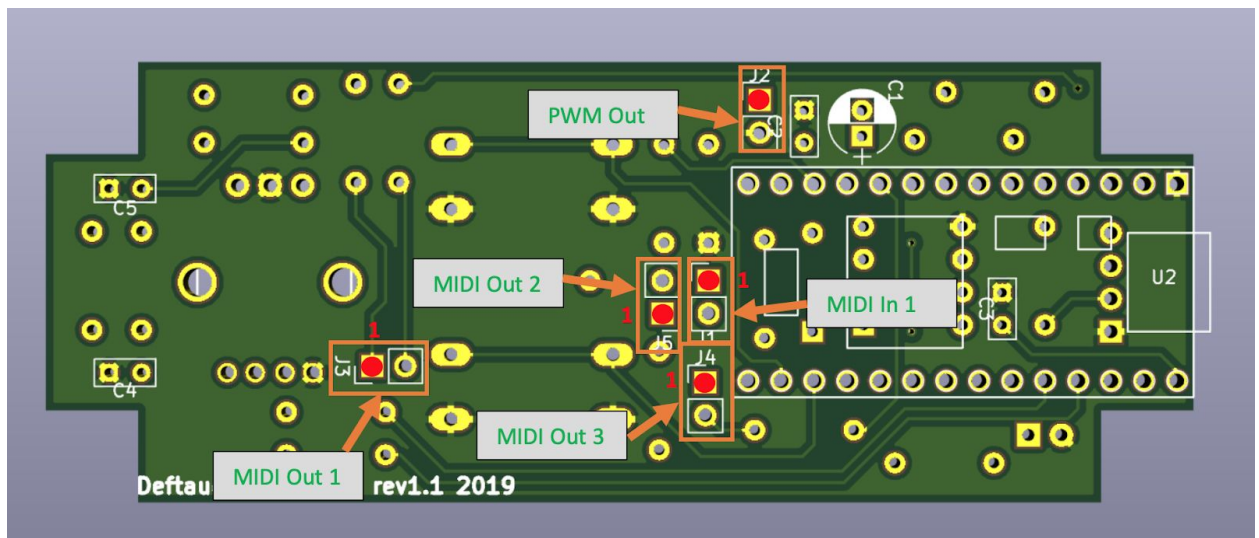 J2
PWM Out
C2
C1
+
C5
U2
MIDI Out 2
1
1
MIDI In 1
C3
J5
J1
1
J3
J4
1
C4
MIDI Out 3
MIDI Out 1
Deftau
rev1.1 2019